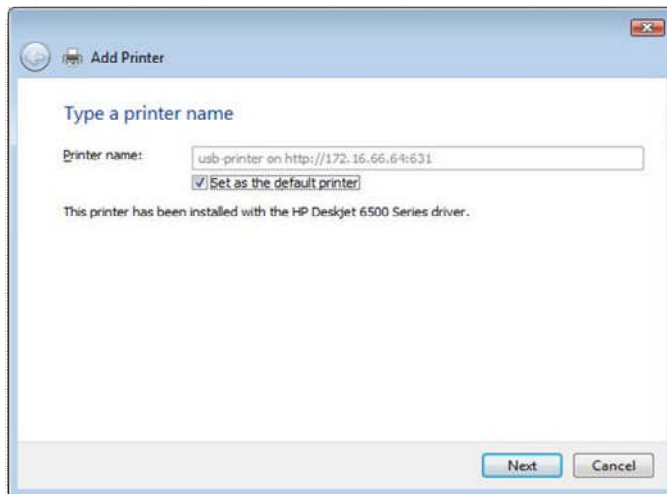 Add Printer
Type a printer name
Printer name:
usb-printer on http://172.16.66.64:631
Set as the default printer
This printer has been installed with the HP Deskjet 6500 Series driver.
Next
Cancel